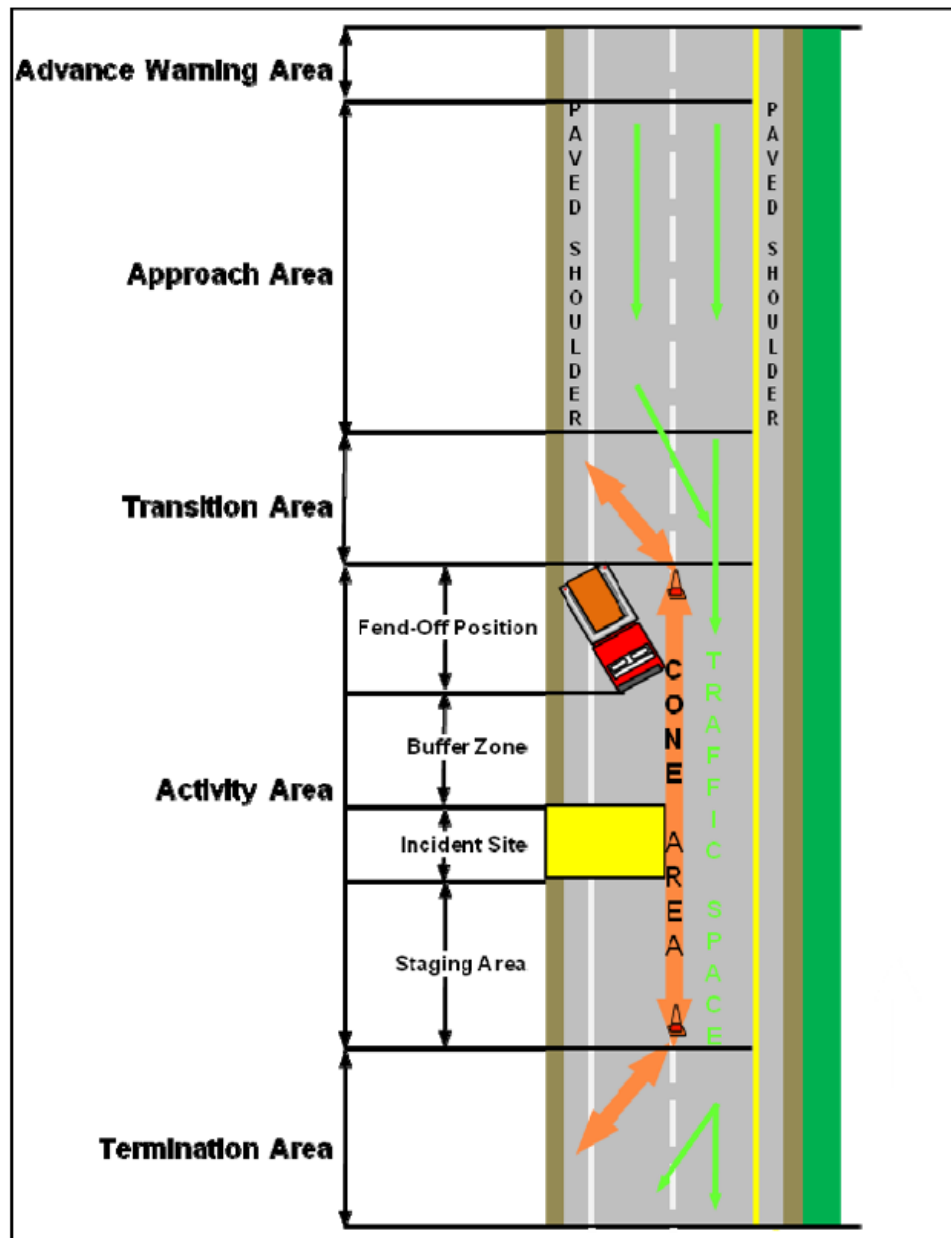 Advance Warning Area
PAVED SHOULDER
PAVED SHOULDER
Approach Area
Transition Area
Fend-Off Position
CONE AREA
TRAFFIC SPACE
Buffer Zone
Activity Area
Incident Site
Staging Area
Termination Area